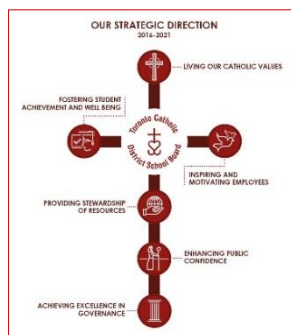 OUR STRATEGIC DIRECTION
2016-2021
LIVING OUR CATHOLIC VALUES
FOSTERING STUDENT
ACHIEVEMENT AND WELL BEING
Toronto Catholic
District School Board
INSPIRING AND
MOTIVATING EMPLOYEES
PROVIDING STEWARDSHIP
OF RESOURCES
ENHANCING PUBLIC
CONFIDENCE
ACHIEVING EXCELLENCE IN
GOVERNANCE